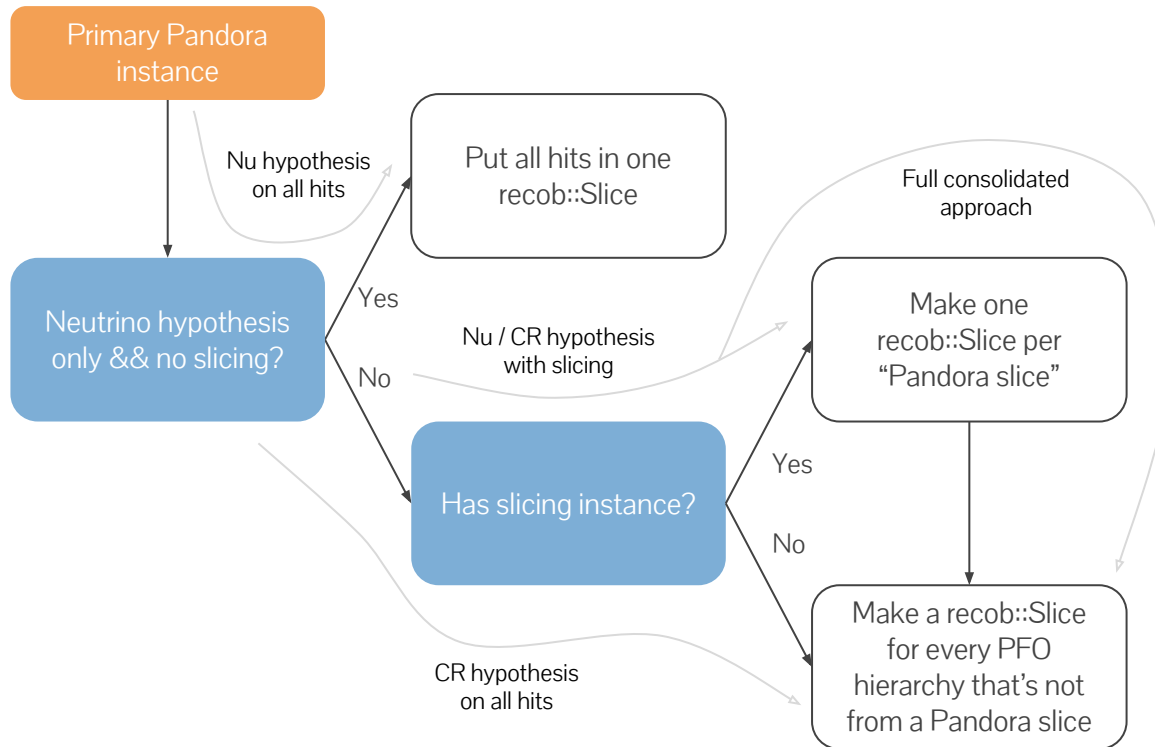 Primary Pandora
instance
Nu hypothesis
on all hits
Put all hits in one
recob::Slice
Full consolidated
approach
Neutrino hypothesis
only && no slicing?
Yes
No
Nu / CR hypothesis
with slicing
Make one
recob::Slice per
“Pandora slice”
Has slicing instance?
Yes
No
CR hypothesis
on all hits
Make a recob::Slice
for every PFO
hierarchy that’s not
from a Pandora slice